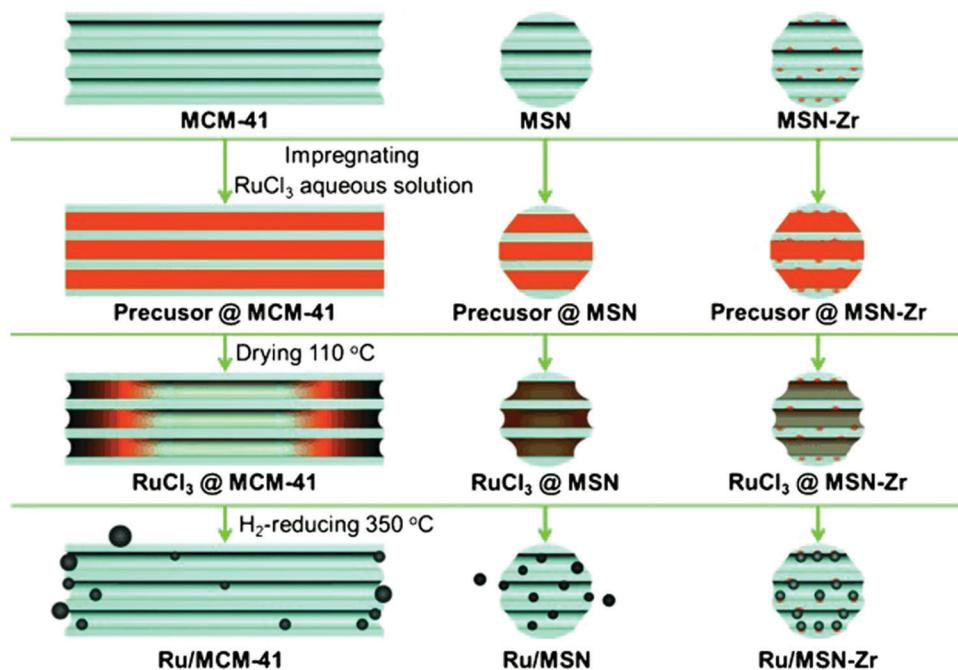 MCM-41 MSN MSN-Zr
Impregnating
RuCl₃ aqueous solution
Precusor @ MCM-41 Precusor @ MSN Precusor @ MSN-Zr
Drying 110 °C
RuCl₃ @ MCM-41 RuCl₃ @ MSN RuCl₃ @ MSN-Zr
H₂-reducing 350 °C
Ru/MCM-41 Ru/MSN Ru/MSN-Zr